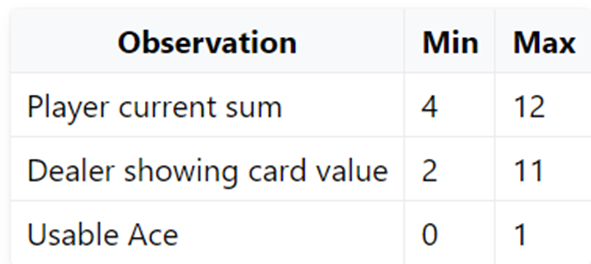 Observation Min Max
Player current sum 4 12
Dealer showing card value 2 11
Usable Ace 0 1